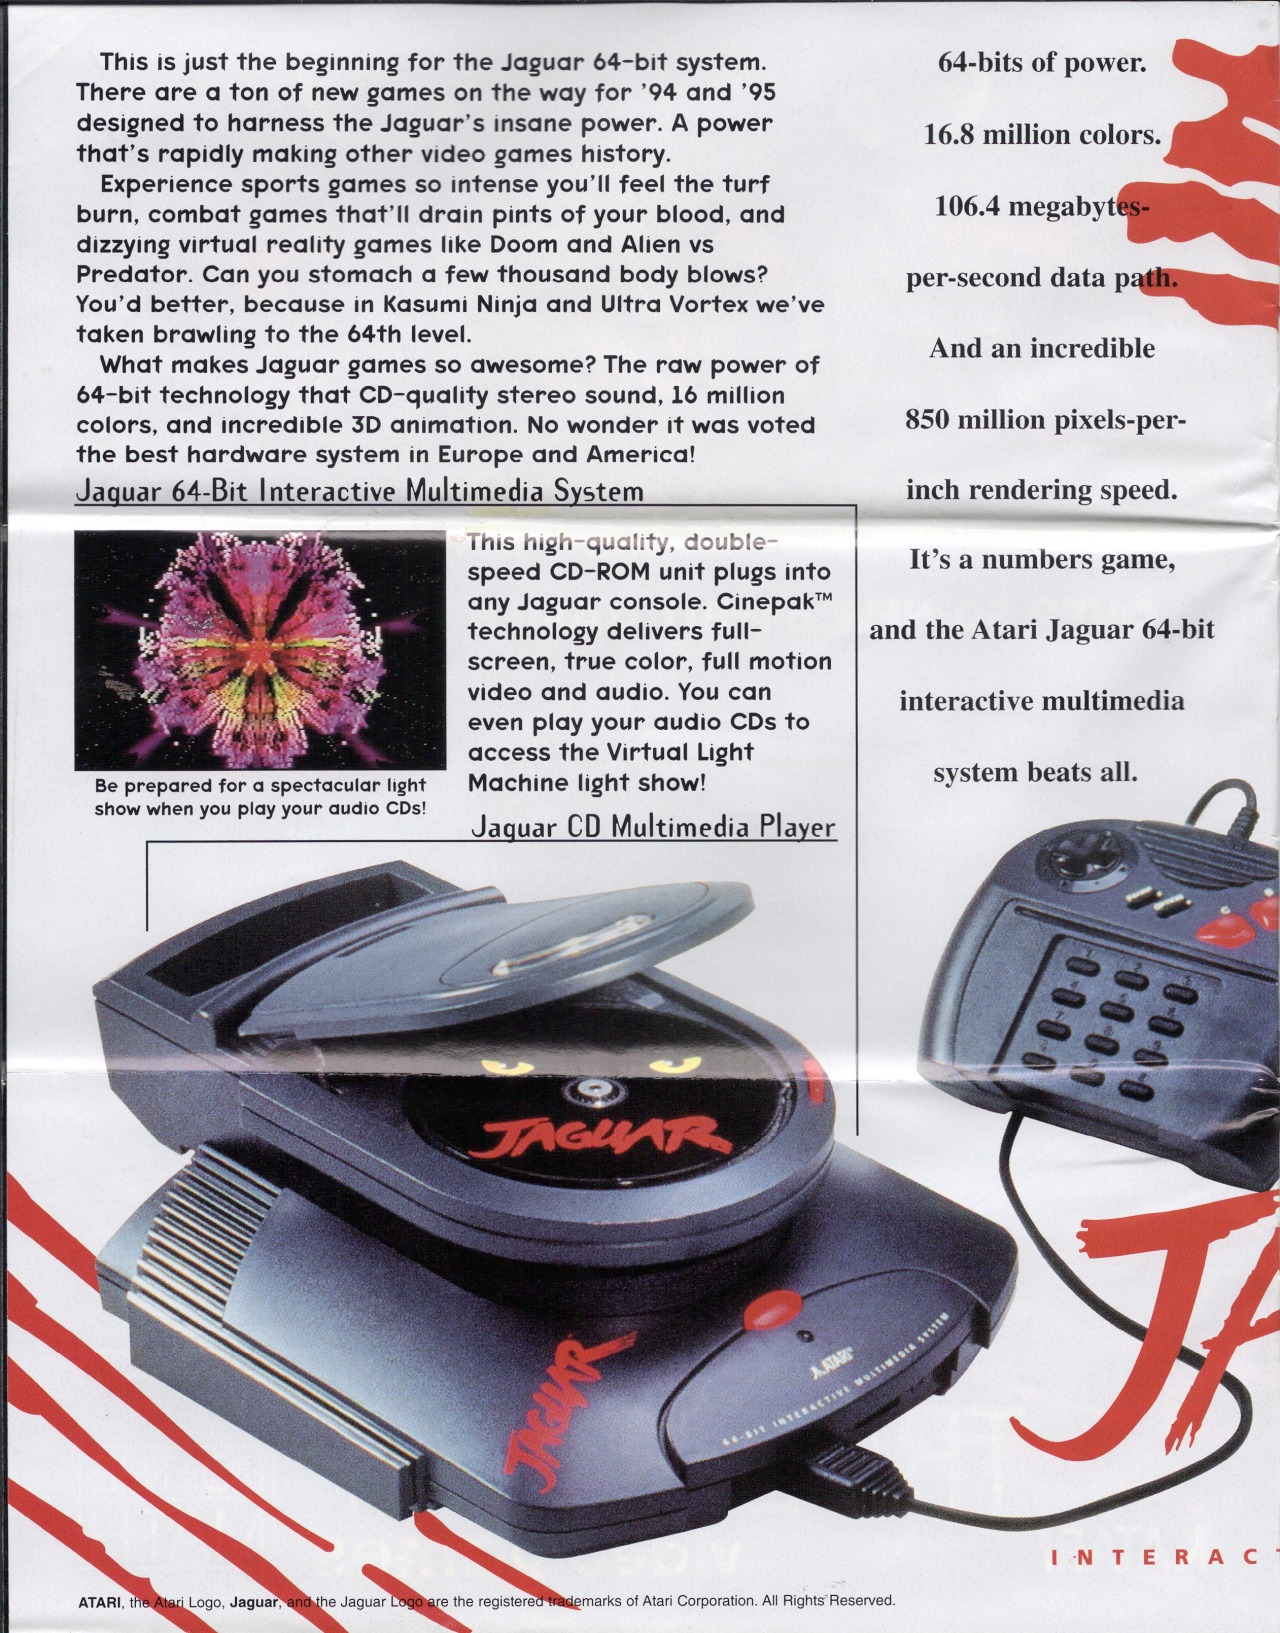 This is just the beginning for the Jaguar 64-bit system.
There are a ton of new games on the way for '94 and '95
designed to harness the Jaguar's insane power. A power
that's rapidly making other video games history.
Experience sports games so intense you'll feel the turf
burn, combat games that'll drain pints of your blood, and
dizzying virtual reality games like Doom and Alien vs
Predator. Can you stomach a few thousand body blows?
You'd better, because in Kasumi Ninja and Ultra Vortex we've
taken brawling to the 64th level.
What makes Jaguar games so awesome? The raw power of
64-bit technology that CD-quality stereo sound, 16 million
colors, and incredible 3D animation. No wonder it was voted
the best hardware system in Europe and America!
Jaguar 64-Bit Interactive Multimedia System
This high-quality, double-
speed CD-ROM unit plugs into
any Jaguar console. Cinepak™
technology delivers full-
screen, true color, full motion
video and audio. You can
even play your audio CDs to
access the Virtual Light
Machine light show!
Be prepared for a spectacular light
show when you play your audio CDs!
Jaguar CD Multimedia Player
64-bits of power.
16.8 million colors.
106.4 megabytes-
per-second data path.
And an incredible
850 million pixels-per-
inch rendering speed.
It's a numbers game,
and the Atari Jaguar 64-bit
interactive multimedia
system beats all.
JAGUAR
JAGUAR
ATARI
64-BIT INTERACTIVE MULTIMEDIA SYSTEM
JA
INTERACT
ATARI, the Atari Logo, Jaguar, and the Jaguar Logo are the registered trademarks of Atari Corporation. All Rights Reserved.